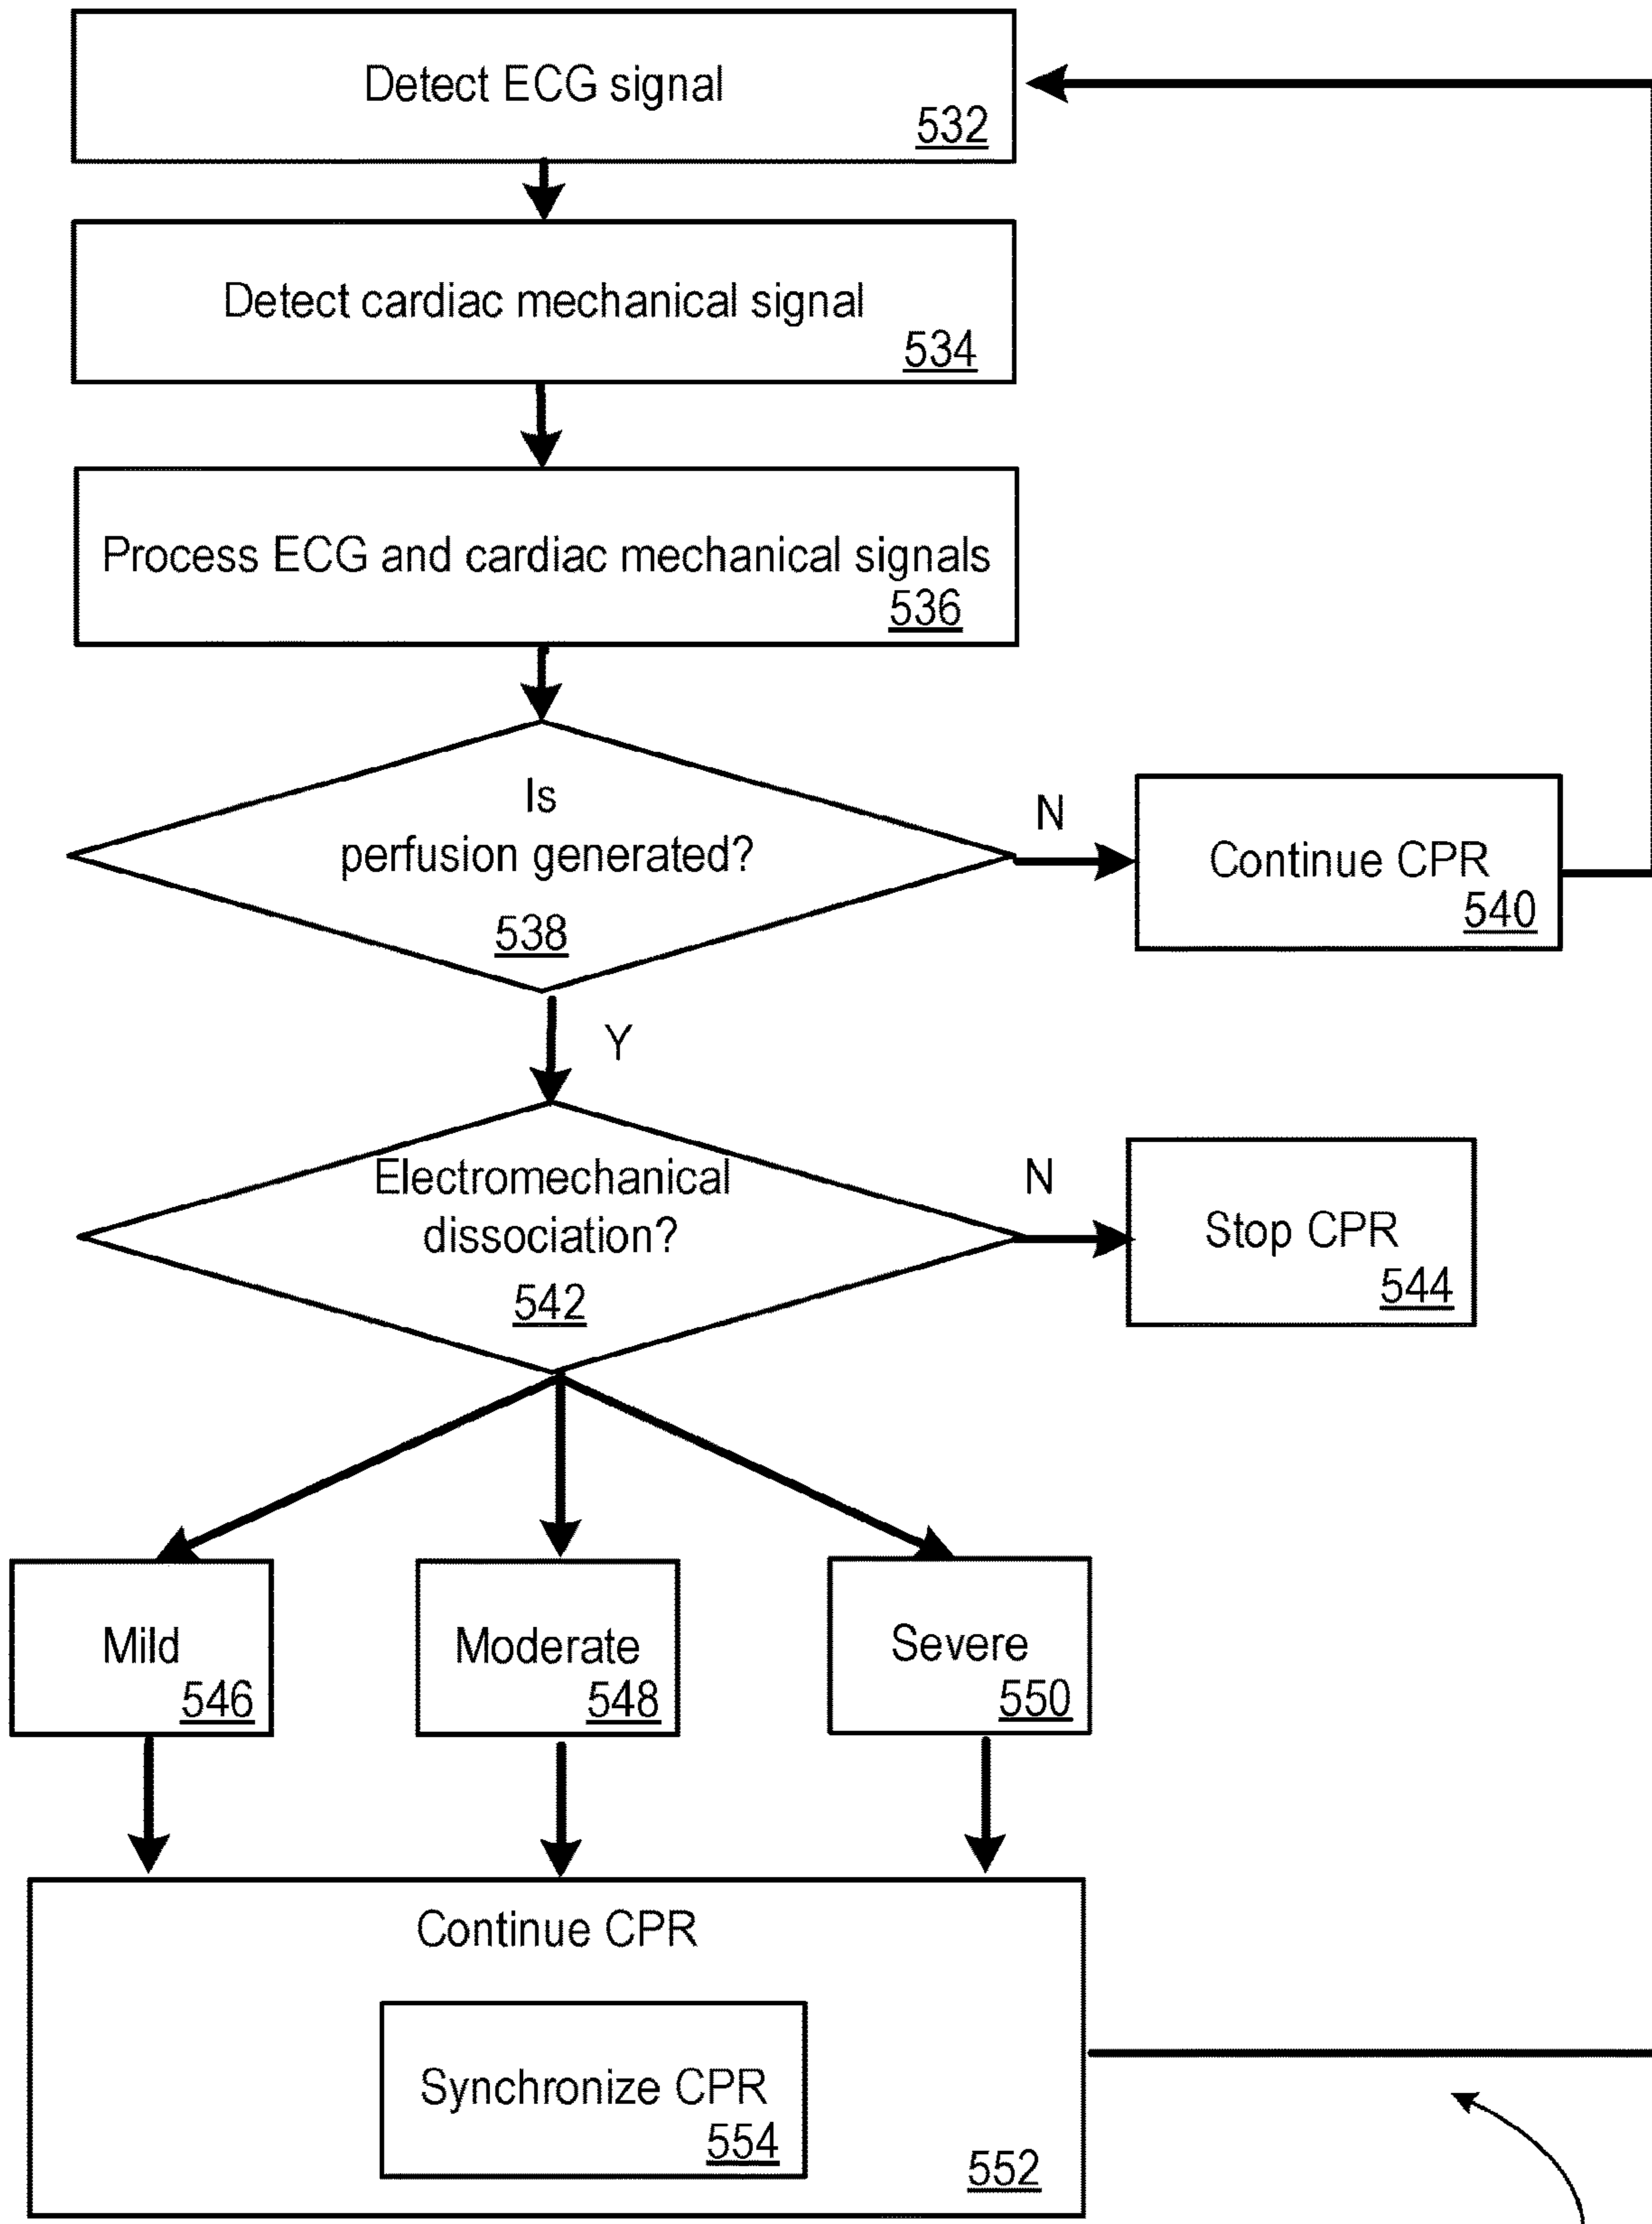 Detect ECG signal
532
Detect cardiac mechanical signal
534
Process ECG and cardiac mechanical signals
536
Is
perfusion generated?
538
N
Continue CPR
540
Y
Electromechanical
dissociation?
542
N
Stop CPR
544
Mild
546
Moderate
548
Severe
550
Continue CPR
Synchronize CPR
554
552